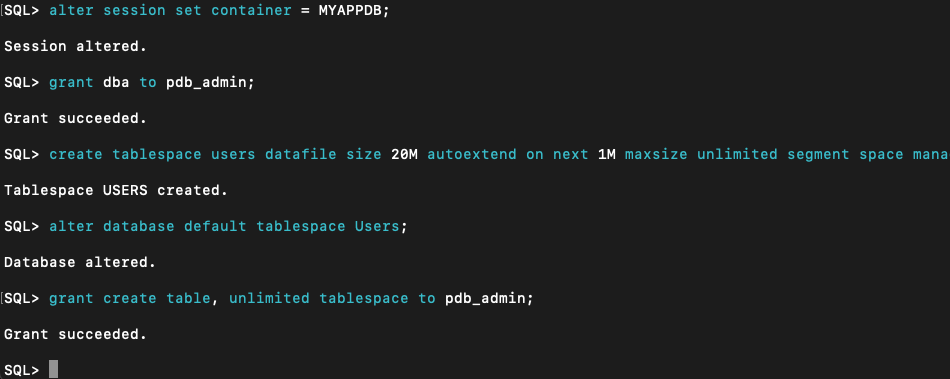 SQL> alter session set container = MYAPPDB;
Session altered.
SQL> grant dba to pdb_admin;
Grant succeeded.
SQL> create tablespace users datafile size 20M autoextend on next 1M maxsize unlimited segment space mana
Tablespace USERS created.
SQL> alter database default tablespace Users;
Database altered.
SQL> grant create table, unlimited tablespace to pdb_admin;
Grant succeeded.
SQL>